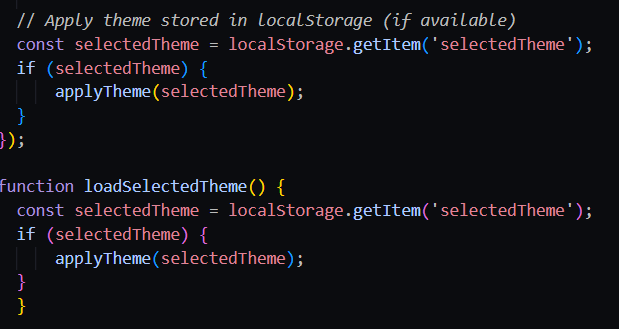 // Apply theme stored in localStorage (if available)
const selectedTheme = localStorage.getItem('selectedTheme');
if (selectedTheme) {
applyTheme(selectedTheme);
}
});
function loadSelectedTheme() {
const selectedTheme = localStorage.getItem('selectedTheme');
if (selectedTheme) {
applyTheme(selectedTheme);
}
}